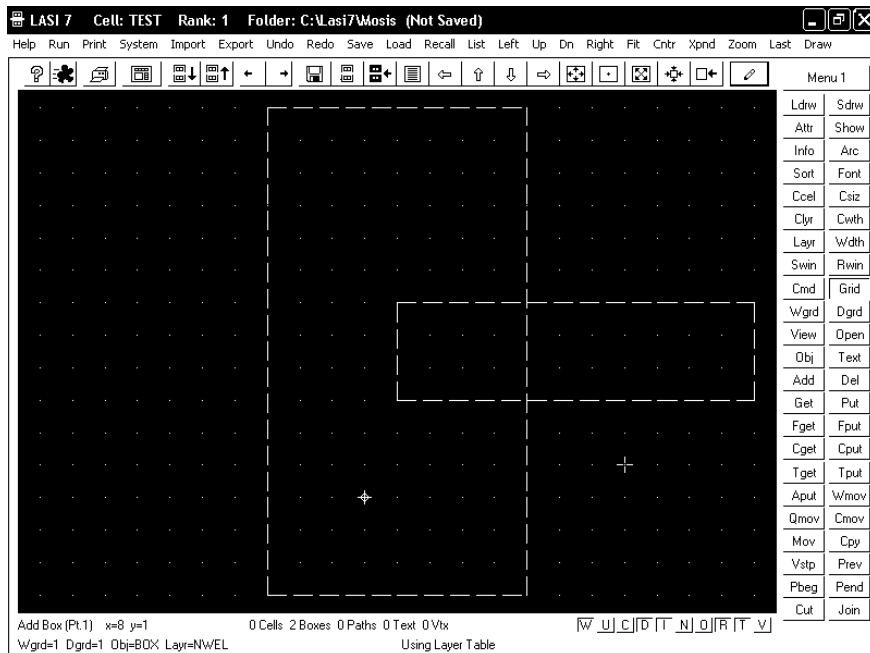 LASI 7 Cell: TEST Rank: 1 Folder: C:\Lasi7\Mosis (Not Saved)
Help Run Print System Import Export Undo Redo Save Load Recall List Left Up Dn Right Fit Cntr Xpnd Zoom Last Draw
Menu 1
Ldrw Sdrw
Attr Show
Info Arc
Sort Font
Ccel Csiz
Clyr Cwth
Layr Wdth
Swin Rwin
Cmd Grid
Wgrd Dgrd
View Open
Obj Text
Add Del
Get Put
Fget Fput
Cget Cput
Tget Tput
Aput Wmov
Qmov Cmov
Mov Cpy
Vstp Prev
Pbeg Pend
Cut Join
Add Box (Pt.1) x=8 y=1 0 Cells 2 Boxes 0 Paths 0 Text 0 Vtx W U C D I N O R T V
Wgrd=1 Dgrd=1 Obj=BOX Layr=NWEL Using Layer Table